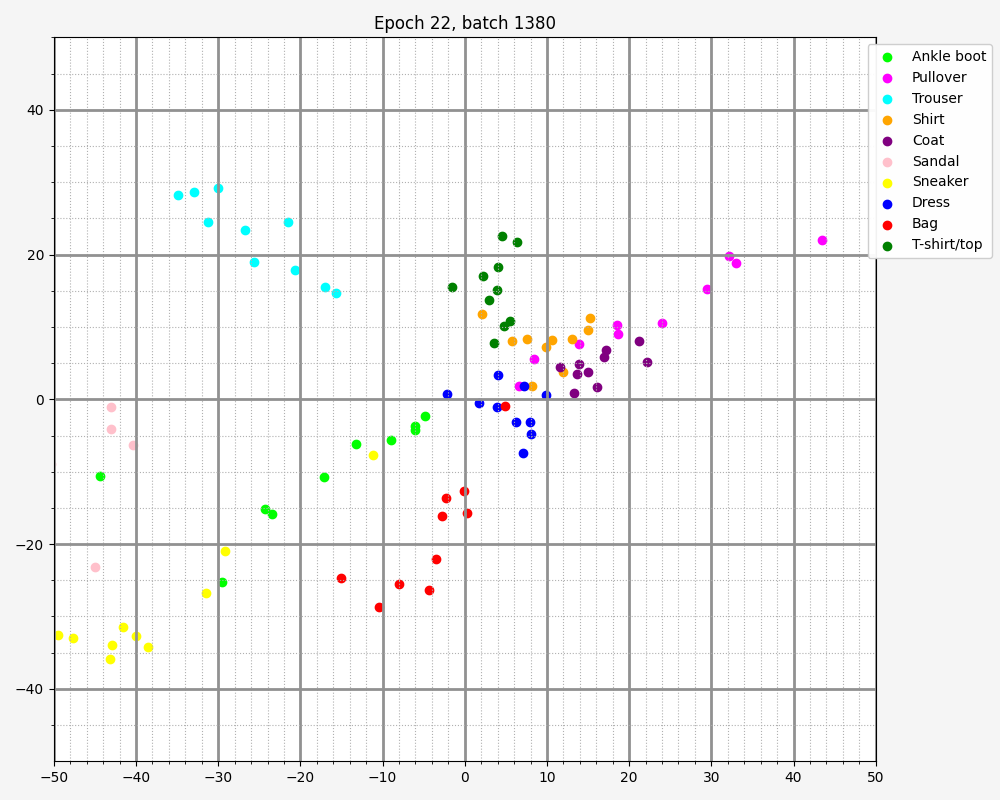 Epoch 22, batch 1380
Ankle boot
Pullover
Trouser
Shirt
Coat
Sandal
Sneaker
Dress
Bag
T-shirt/top
40
20
0
−20
−40
−50 −40 −30 −20 −10 0 10 20 30 40 50